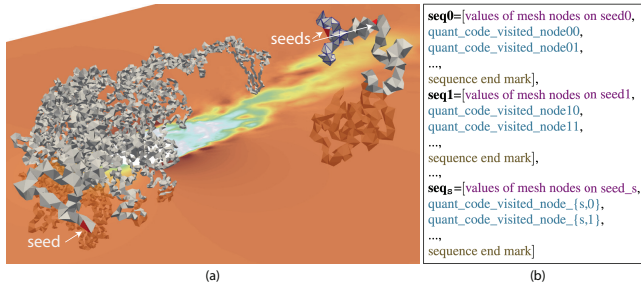 seeds
seed
(a)
seq0=[values of mesh nodes on seed0,
quant_code_visited_node00,
quant_code_visited_node01,
...,
sequence end mark],
seq1=[values of mesh nodes on seed1,
quant_code_visited_node10,
quant_code_visited_node11,
...,
sequence end mark],
...,
seq_s=[values of mesh nodes on seed_s,
quant_code_visited_node_{s,0}
quant_code_visited_node_{s,1}
...,
sequence end mark]
(b)